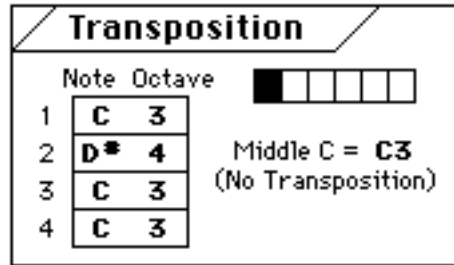 Transposition
Note Octave
1 C 3
2 D# 4
3 C 3
4 C 3
Middle C = C3
(No Transposition)